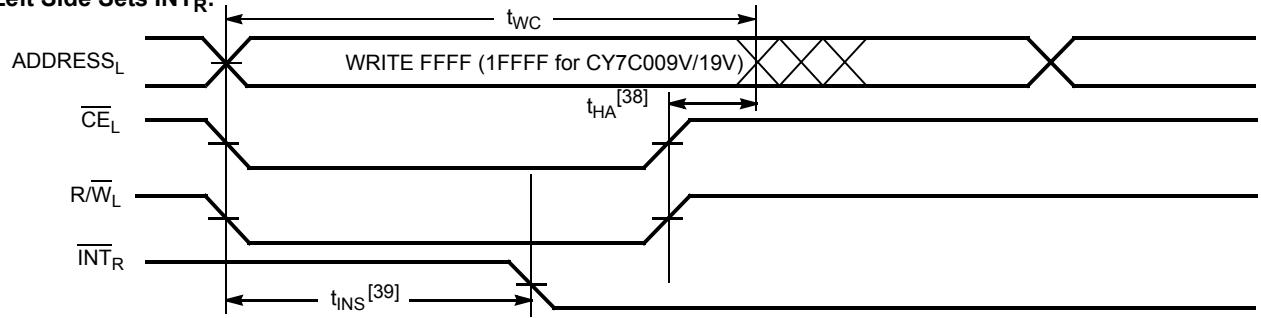 Left Side Sets INTR:
tWC
ADDRESSL
WRITE FFFF (1FFFF for CY7C009V/19V)
tHA[38]
CEL
R/WL
INTR
tINS[39]